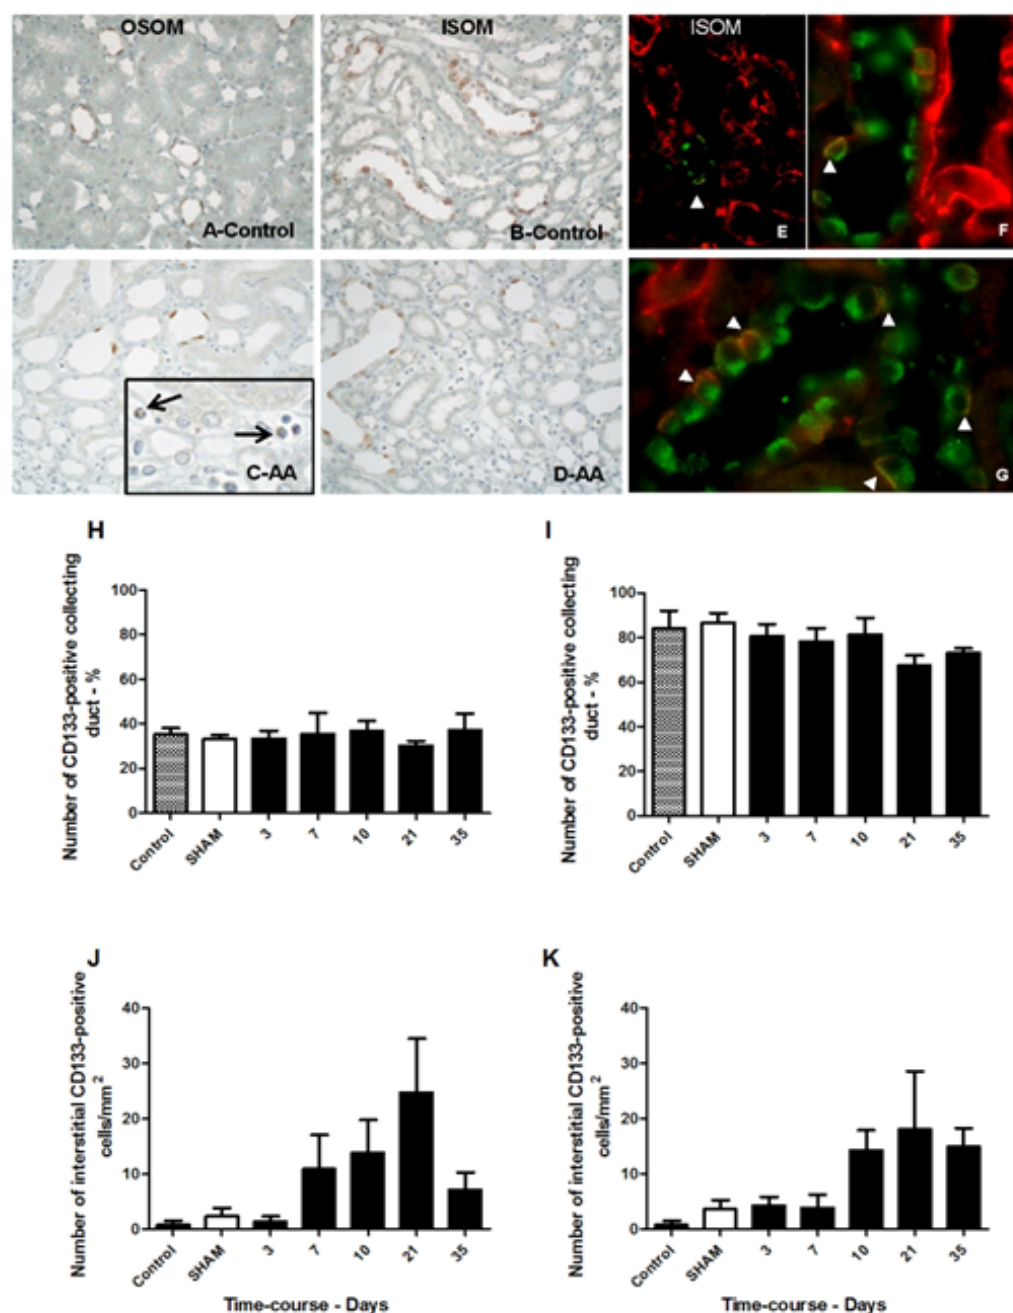 OSOM
ISOM
ISOM
A-Control
B-Control
E
F
C-AA
D-AA
G
H
Number of CD133-positive collecting
duct - %
100
80
60
40
20
0
Control
SHAM
3
7
10
21
35
I
Number of CD133-positive collecting
duct - %
100
80
60
40
20
0
Control
SHAM
3
7
10
21
35
J
Number of interstitial CD133-positive
cells/mm²
40
30
20
10
0
Control
SHAM
3
7
10
21
35
Time-course - Days
K
Number of interstitial CD133-positive
cells/mm²
40
30
20
10
0
Control
SHAM
3
7
10
21
35
Time-course - Days